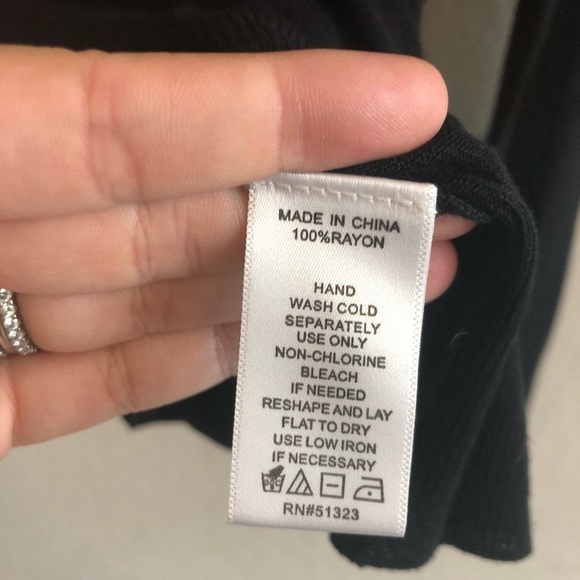 MADE IN CHINA
100%RAYON
HAND
WASH COLD
SEPARATELY
USE ONLY
NON-CHLORINE
BLEACH
IF NEEDED
RESHAPE AND LAY
FLAT TO DRY
USE LOW IRON
IF NECESSARY
RN#51323